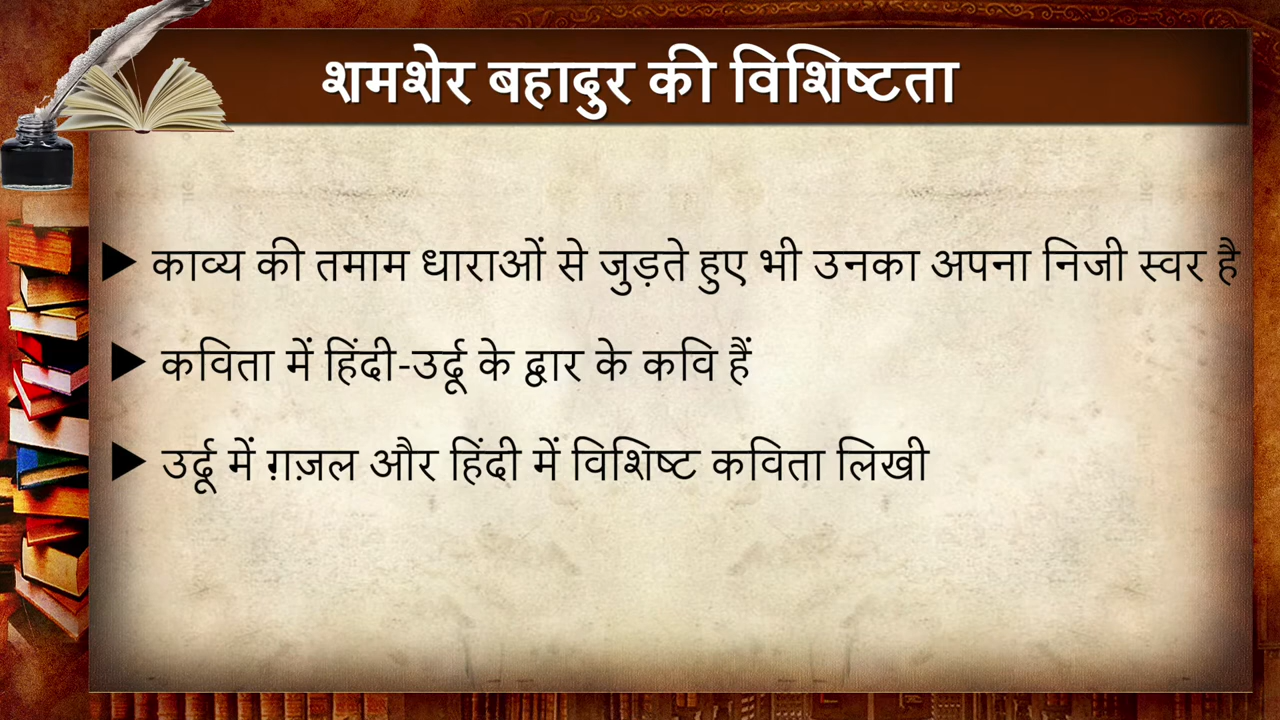 शमशेर बहादुर की विशिष्टता
काव्य की तमाम धाराओं से जुड़ते हुए भी उनका अपना निजी स्वर है
कविता में हिंदी-उर्दू के द्वार के कवि हैं
उर्दू में ग़ज़ल और हिंदी में विशिष्ट कविता लिखी